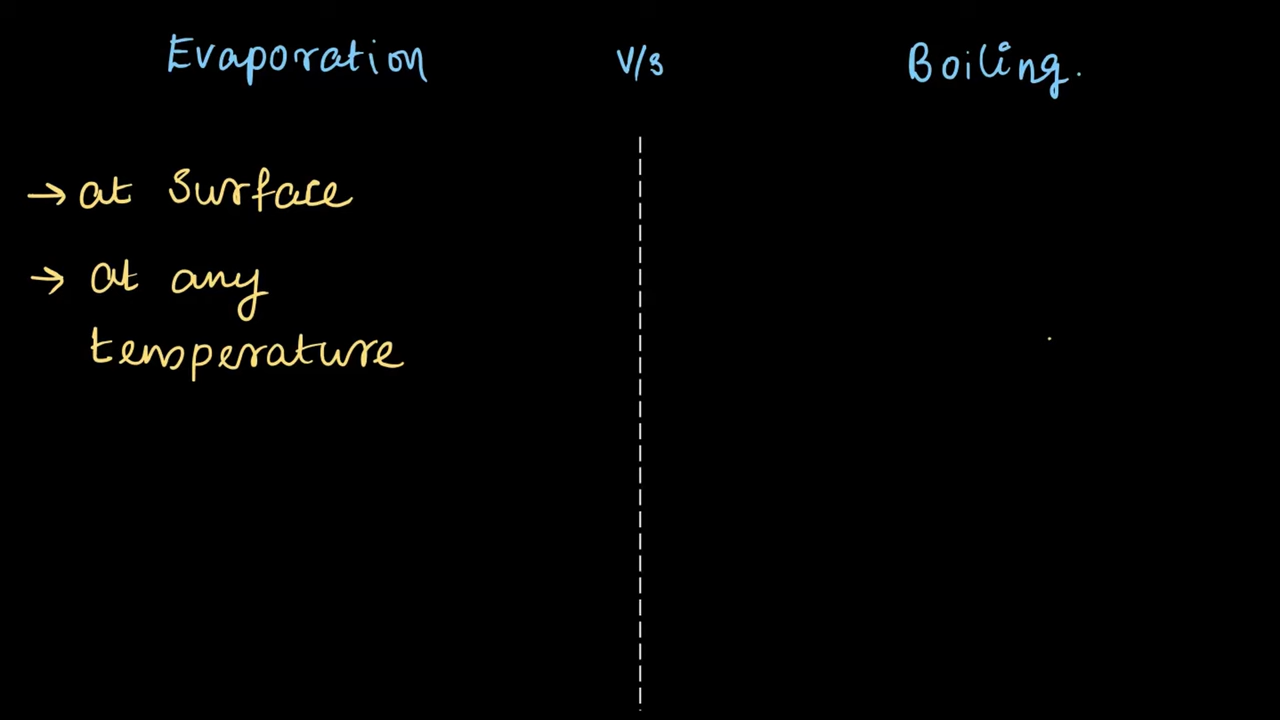 Evaporation V/s Boiling.
→ at surface
→ at any
temperature